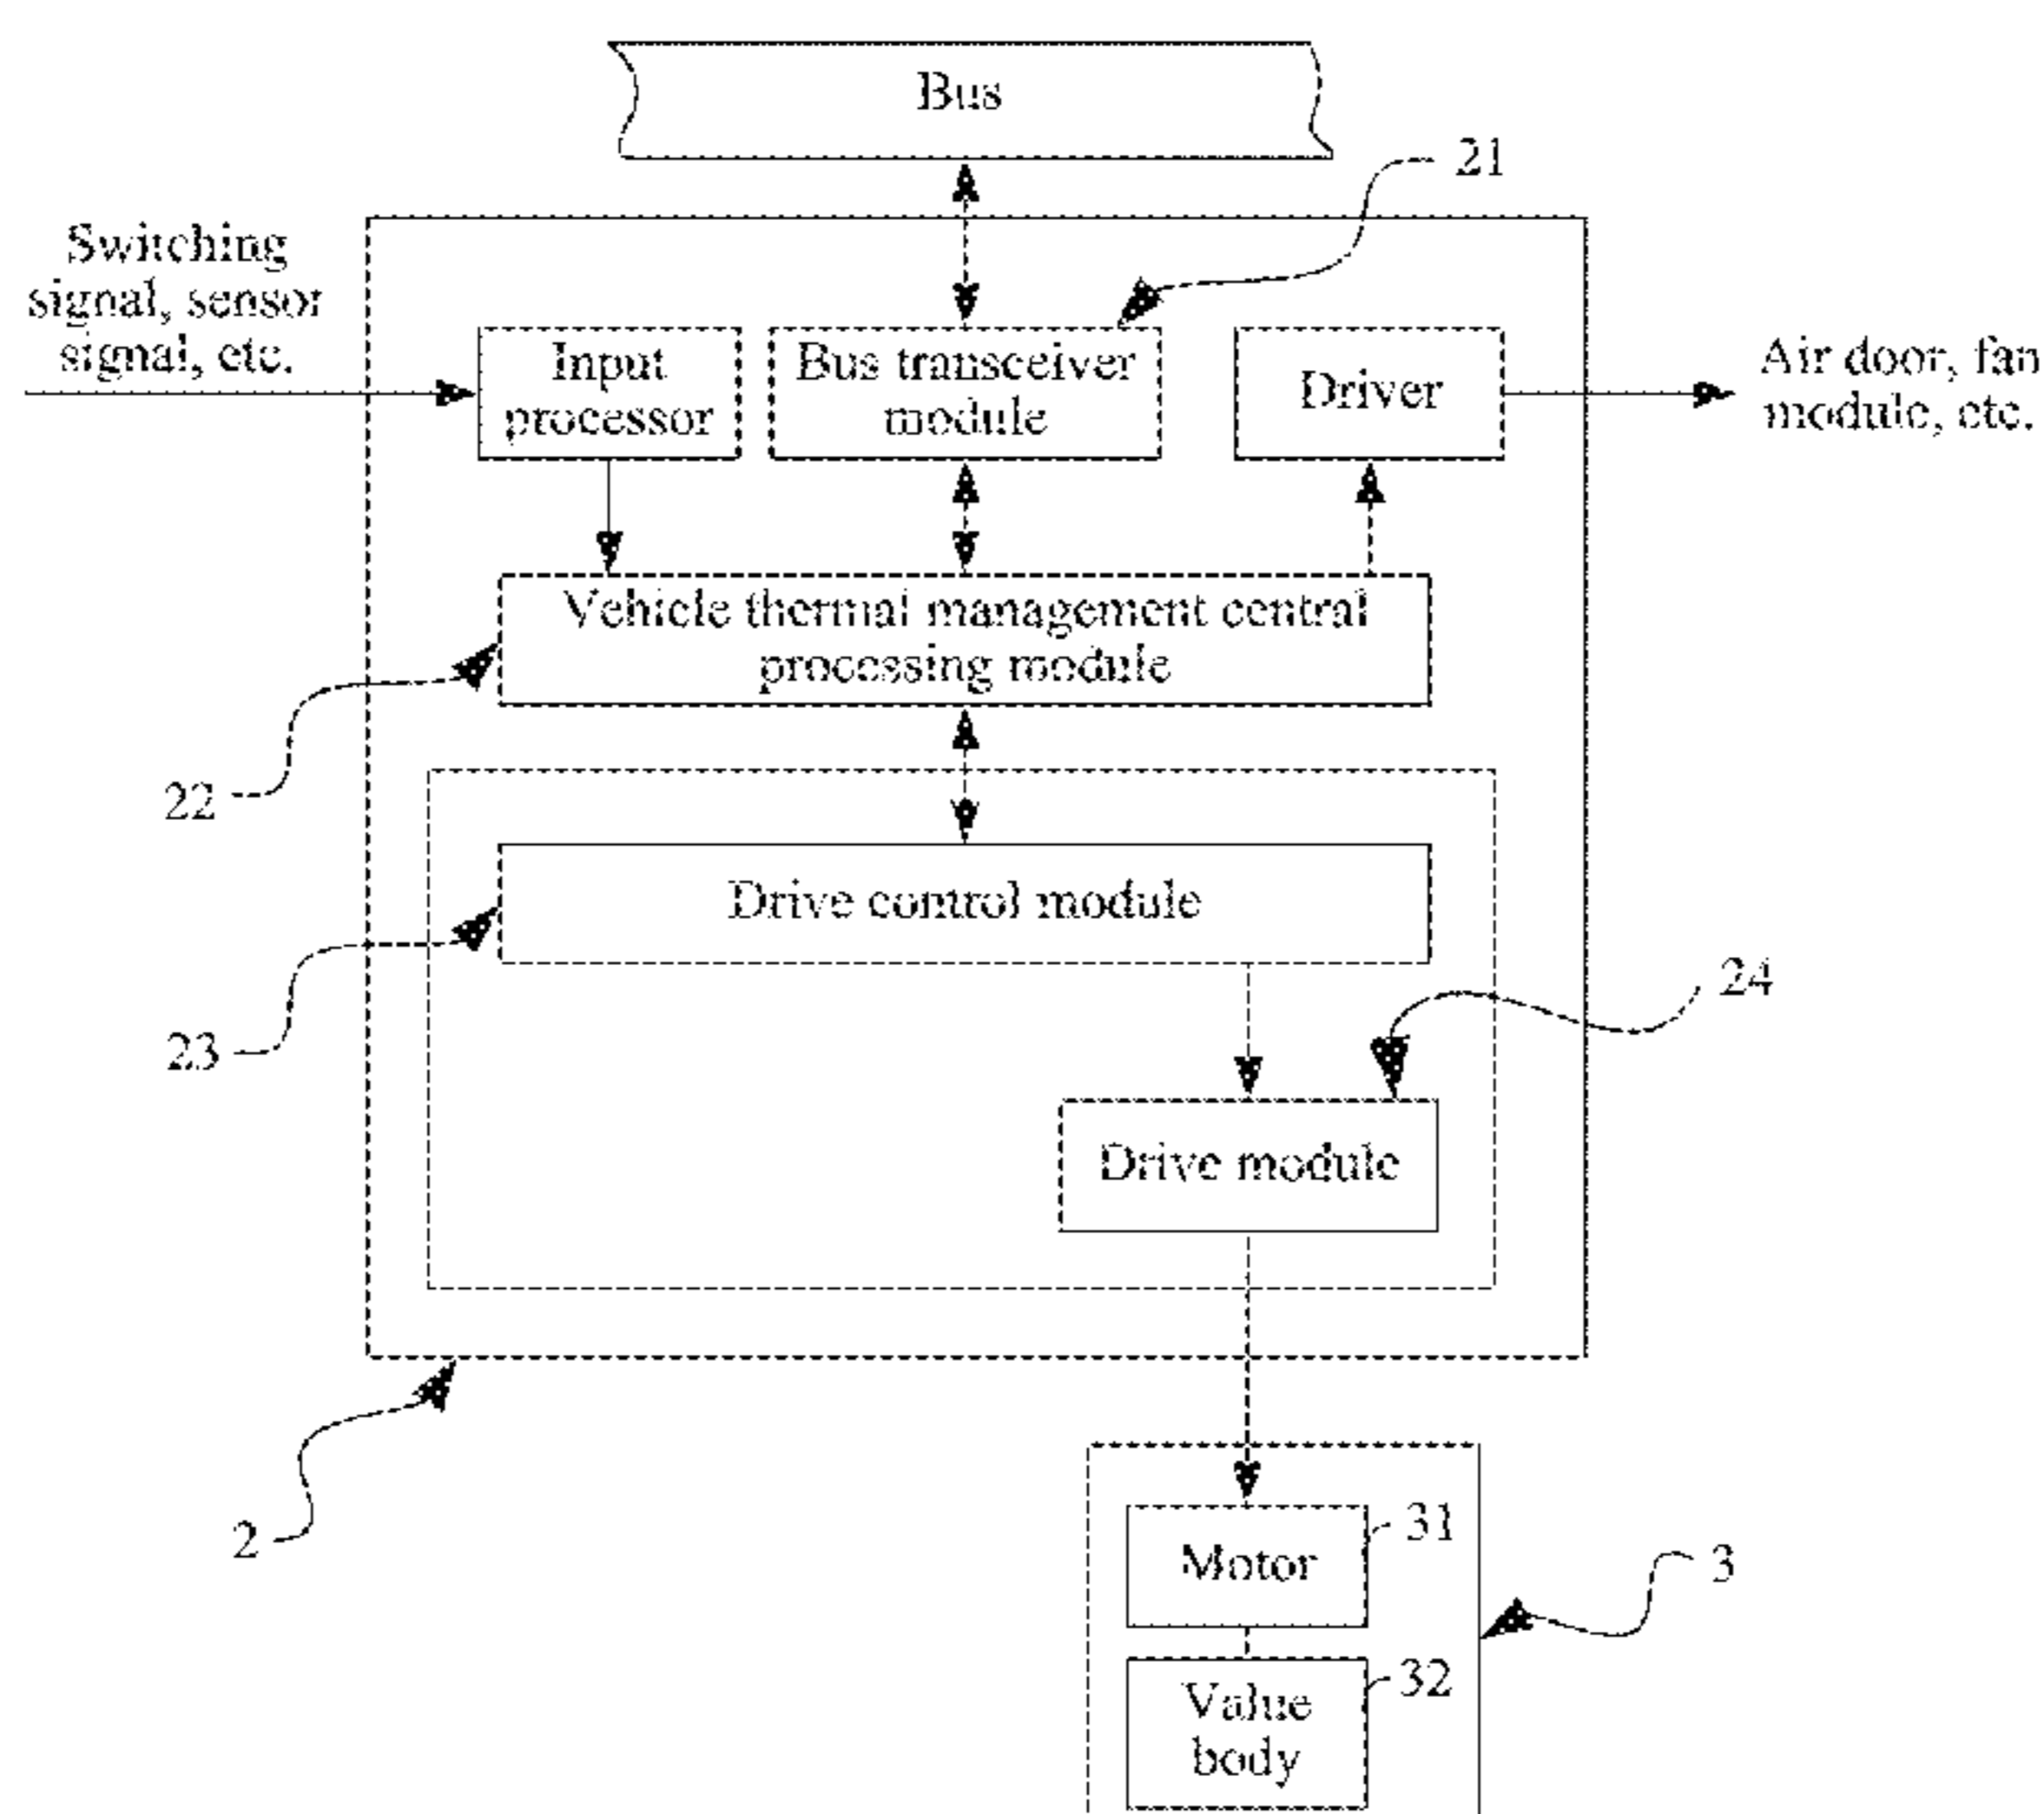 Bus
21
Switching
signal, sensor
signal, etc.
Input
processor
Bus transceiver
module
Driver
Air door, fan
module, etc.
Vehicle thermal management central
processing module
22
Drive control module
23
24
Drive module
2
Motor
31
3
Value
body
32